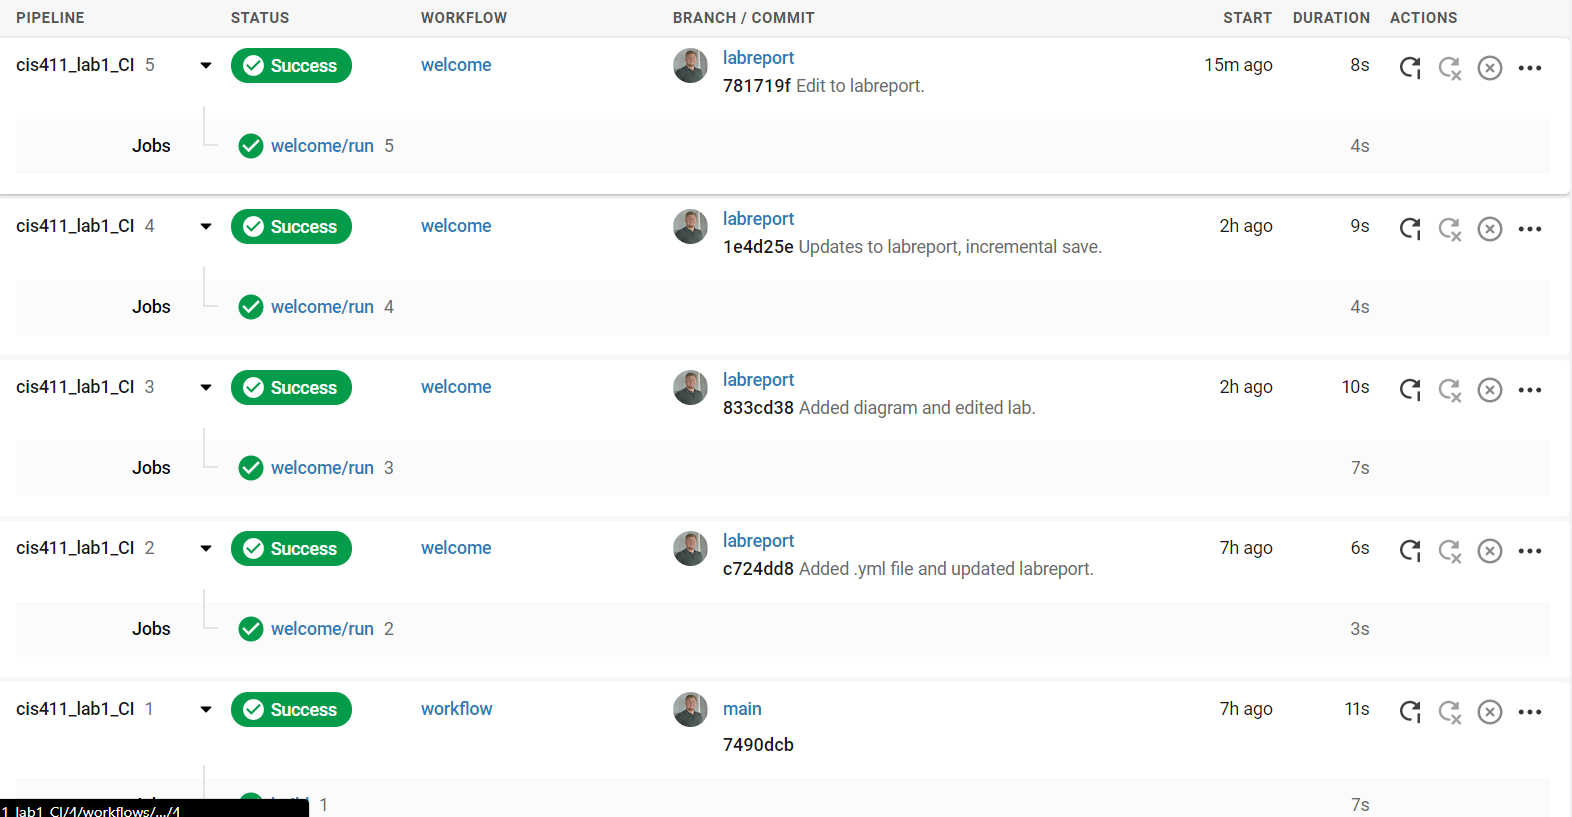 PIPELINE STATUS WORKFLOW BRANCH / COMMIT START DURATION ACTIONS
cis411_lab1_CI 5 Success welcome labreport 15m ago 8s
781719f Edit to labreport.
Jobs welcome/run 5 4s
cis411_lab1_CI 4 Success welcome labreport 2h ago 9s
1e4d25e Updates to labreport, incremental save.
Jobs welcome/run 4 4s
cis411_lab1_CI 3 Success welcome labreport 2h ago 10s
833cd38 Added diagram and edited lab.
Jobs welcome/run 3 7s
cis411_lab1_CI 2 Success welcome labreport 7h ago 6s
c724dd8 Added .yml file and updated labreport.
Jobs welcome/run 2 3s
cis411_lab1_CI 1 Success workflow main 7h ago 11s
7490dcb
1 7s
1_lab1_CI/4/workflows/.../4